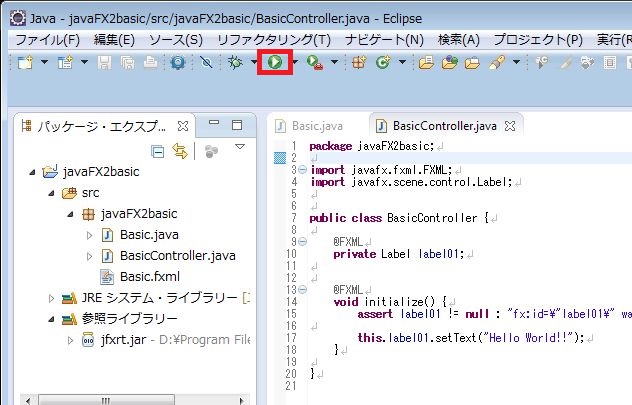 Java - javaFX2basic/src/javaFX2basic/BasicController.java - Eclipse
ファイル(F) 編集(E) ソース(S) リファクタリング(T) ナビゲート(N) 検索(A) プロジェクト(P) 実行(R
パッケージ・エクスプ...
Basic.java BasicController.java
javaFX2basic
src
javaFX2basic
Basic.java
BasicController.java
Basic.fxml
JRE システム・ライブラリー [J
参照ライブラリー
jfxrt.jar - D:¥Program File
1 package javaFX2basic;
2
3 import javafx.fxml.FXML;
4 import javafx.scene.control.Label;
5
6
7 public class BasicController {
8
9 @FXML
10 private Label label01;
11
12
13 @FXML
14 void initialize() {
15 assert label01 != null : "fx:id=¥"label01¥" wa
16
17 this.label01.setText("Hello World!!");
18 }
19
20 }
21